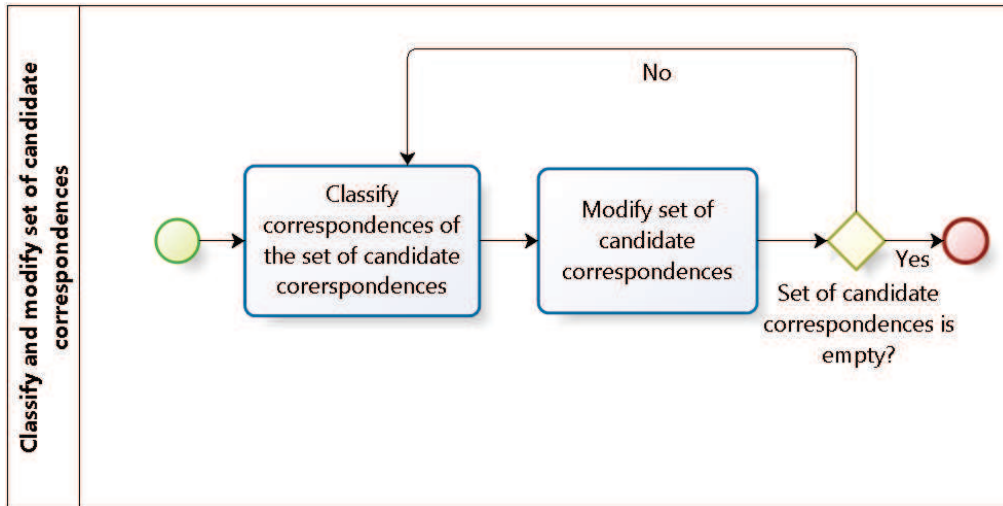 Classify and modify set of candidate
corrrespondences
No
Classify
correspondences of
the set of candidate
corerspondences
Modify set of
candidate
correspondences
Yes
Set of candidate
correspondences is
empty?